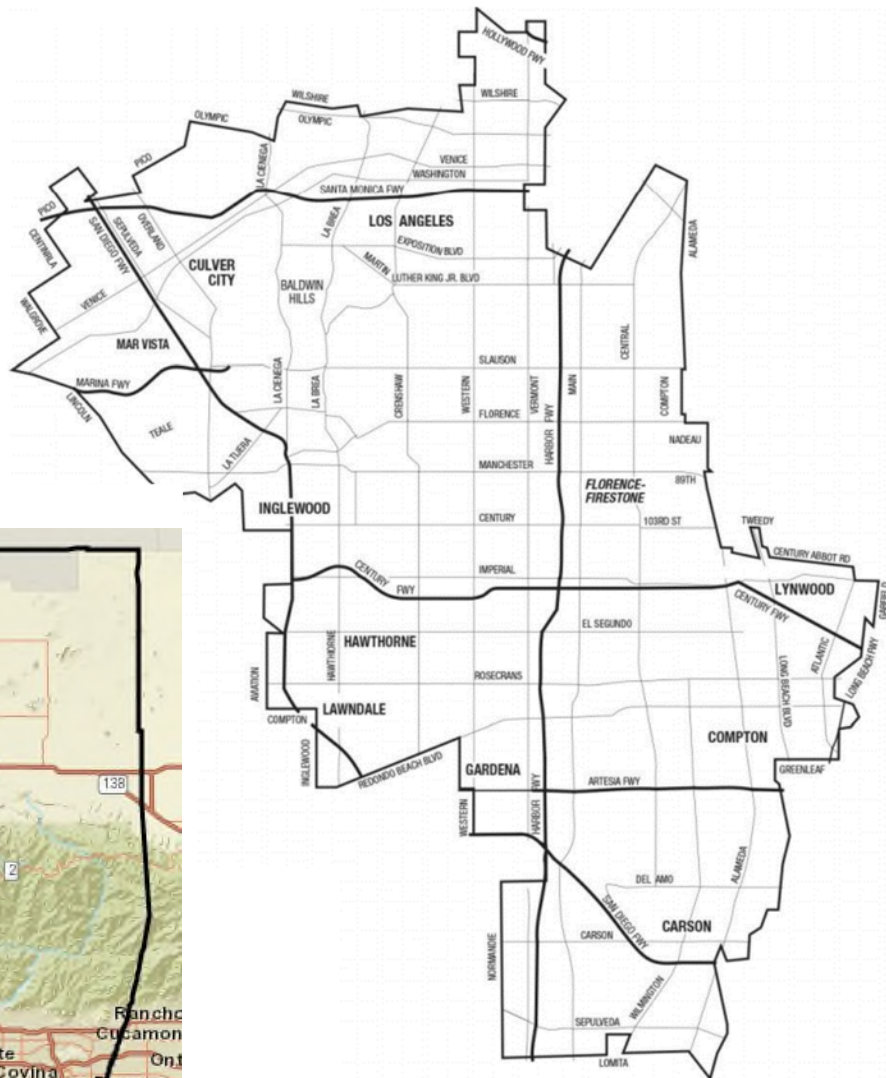 HOLLYWOOD FWY
WILSHIRE
WILSHIRE
OLYMPIC
OLYMPIC
PICO
LA CIENEGA
VENICE
WASHINGTON
SANTA MONICA FWY
PICO
CENTINRLA
SAN DIEGO FWY
SEPULVEDA
OVERLAND
LA BREA
LOS ANGELES
EXPOSITION BLVD
MARTIN
LUTHER KING JR. BLVD
ALAMEDA
CULVER
CITY
BALDWIN
HILLS
VENICE
WALGROVE
MAR VISTA
MARINA FWY
LINCOLN
TEALE
LA TIJERA
LA CIENEGA
LA BREA
CRENSHAW
WESTERN
SLAUSON
VERMONT
HARBOR FWY
MAIN
CENTRAL
COMPTON
FLORENCE
NADEAU
MANCHESTER
89TH
FLORENCE-
FIRESTONE
INGLEWOOD
CENTURY
103RD ST
TWEEDY
CENTURY ABBOT RD
IMPERIAL
CENTURY
FWY
LYNWOOD
GARFIELD
CENTURY FWY
EL SEGUNDO
HAWTHORNE
HAWTHORNE
ATLANTIC
LONG BEACH FWY
AVIATION
ROSECRANS
LONG BEACH BLVD
LAWNDALE
COMPTON
INGLEWOOD
REDONDO BEACH BLVD
COMPTON
GARDENA
GREENLEAF
ARTESIA FWY
WESTERN
HARBOR FWY
DEL AMO
ALAMEDA
SAN DIEGO FWY
CARSON
CARSON
NORMANDIE
WILMINGTON
SEPULVEDA
LOMITA
138
2
Rancho
Cucamon
te
Ont
Covina